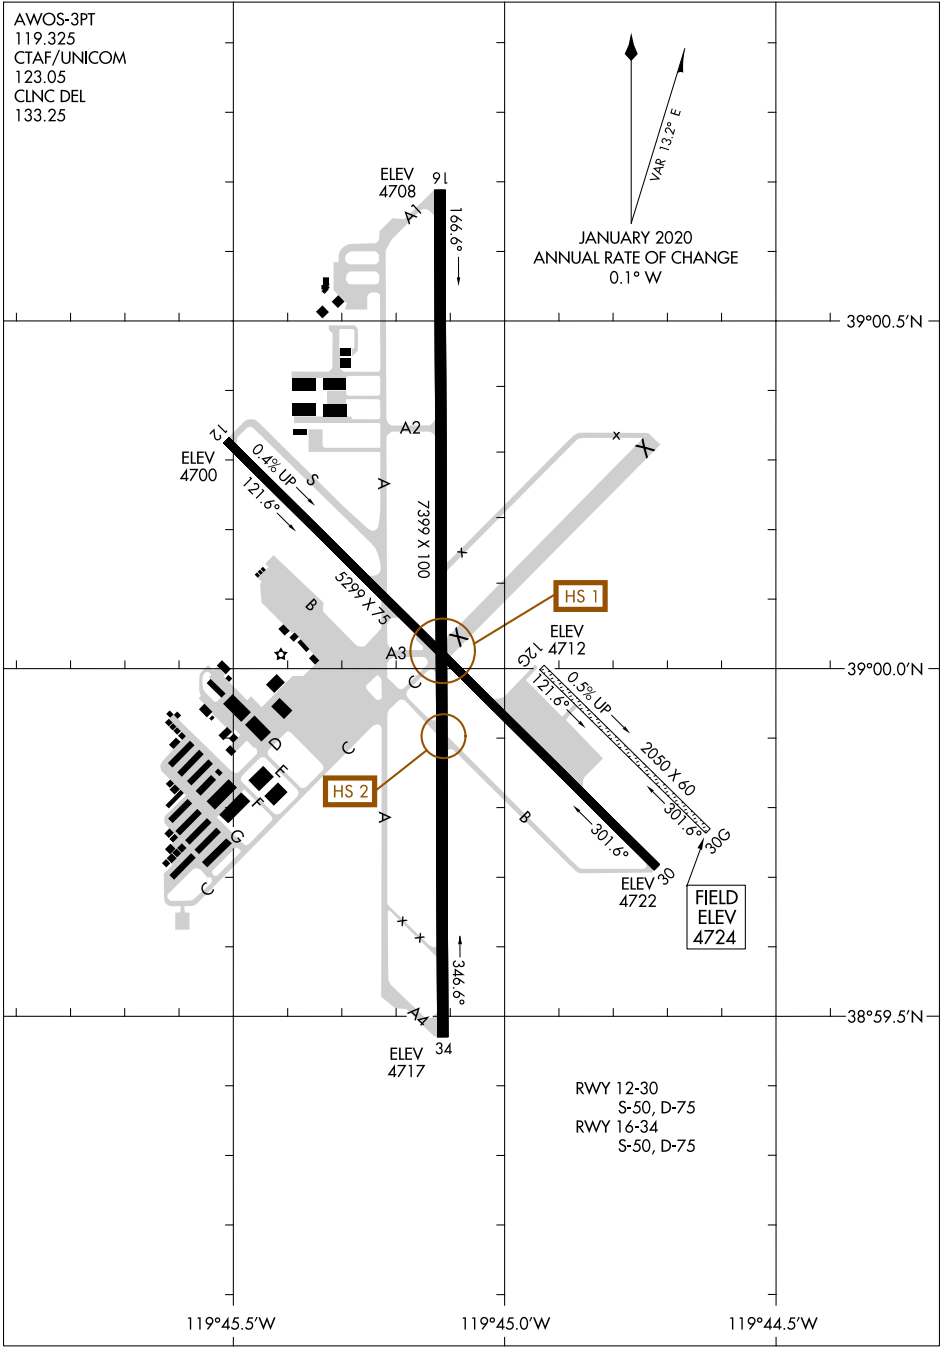 AWOS-3PT
119.325
CTAF/UNICOM
123.05
CLNC DEL
133.25
VAR 13.2° E
JANUARY 2020
ANNUAL RATE OF CHANGE
0.1° W
ELEV
4708
16
A1
166.6°
39°00.5'N
A2
12
ELEV
4700
0.4% UP
121.6°
S
A
X
x
7399 X 100
x
5299 X 75
B
HS 1
X
A3
C
ELEV
4712
12G
39°00.0'N
0.5% UP
121.6°
2050 X 60
301.6°
30G
D
C
E
F
G
C
HS 2
A
B
301.6°
30
ELEV
4722
FIELD
ELEV
4724
x
x
346.6°
A4
38°59.5'N
34
ELEV
4717
RWY 12-30
S-50, D-75
RWY 16-34
S-50, D-75
119°45.5'W
119°45.0'W
119°44.5'W